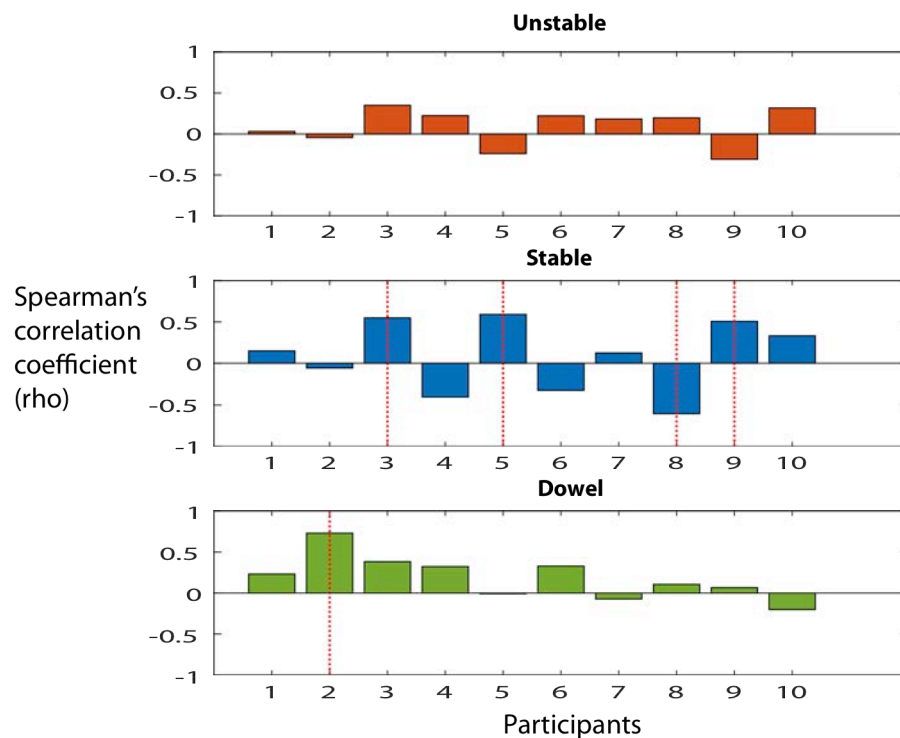 Unstable
1
0.5
0
-0.5
-1
1 2 3 4 5 6 7 8 9 10
Stable
Spearman's
correlation
coefficient
(rho)
1
0.5
0
-0.5
-1
1 2 3 4 5 6 7 8 9 10
Dowel
1
0.5
0
-0.5
-1
1 2 3 4 5 6 7 8 9 10
Participants